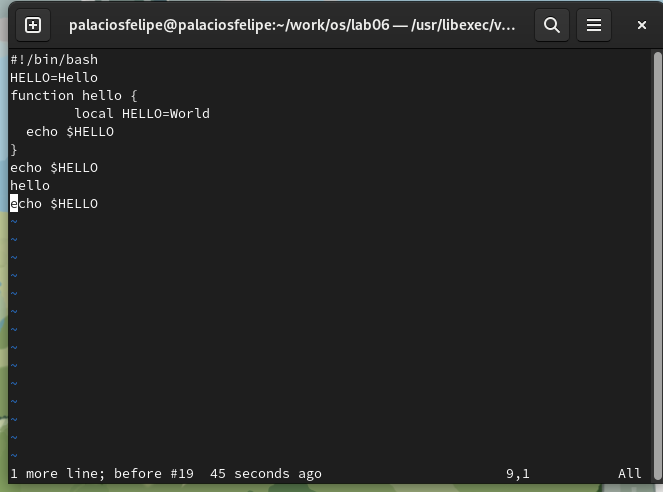 palaciosfelipe@palaciosfelipe:~/work/os/lab06 — /usr/libexec/v...
#!/bin/bash
HELLO=Hello
function hello {
        local HELLO=World
  echo $HELLO
}
echo $HELLO
hello
echo $HELLO
~
~
~
~
~
~
~
~
~
~
~
~
~
~
1 more line; before #19  45 seconds ago                       9,1           All